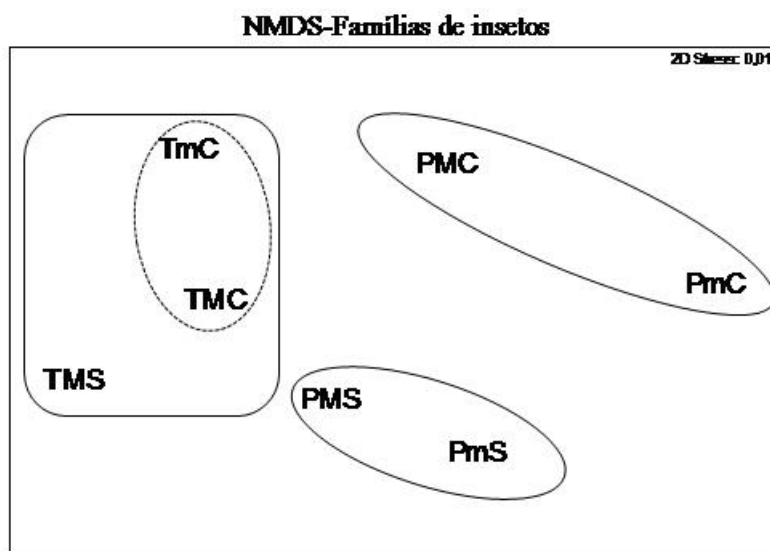 NMDS-Famílias de insetos
2D Stress: 0,01
TmC
PMC
PmC
TMC
TMS
PMS
PmS